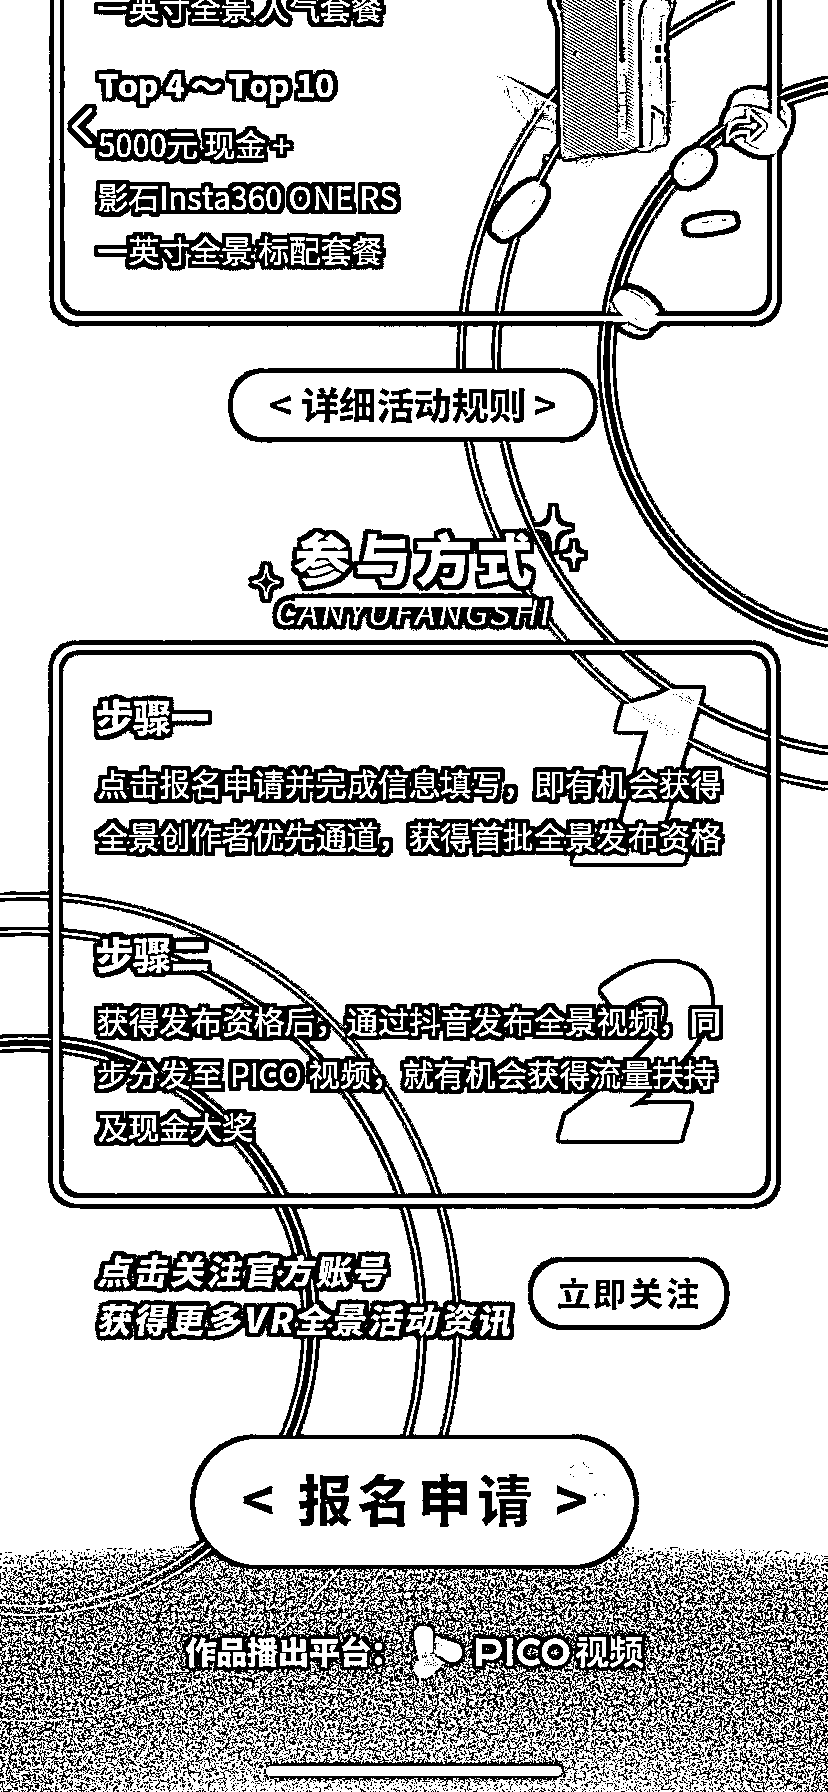 一英寸全景 人气套餐
Top 4～Top 10
5000元 现金 +
影石Insta360 ONE RS
一英寸全景 标配套餐
< 详细活动规则 >
参与方式
CANYUFANGSHI
步骤一
点击报名申请并完成信息填写，即有机会获得
全景创作者优先通道，获得首批全景发布资格
1
步骤二
获得发布资格后，通过抖音发布全景视频，同
步分发至 PICO 视频，就有机会获得流量扶持
及现金大奖
2
点击关注官方账号
获得更多VR全景活动资讯
立即关注
< 报名申请 >
作品播出平台：PICO 视频